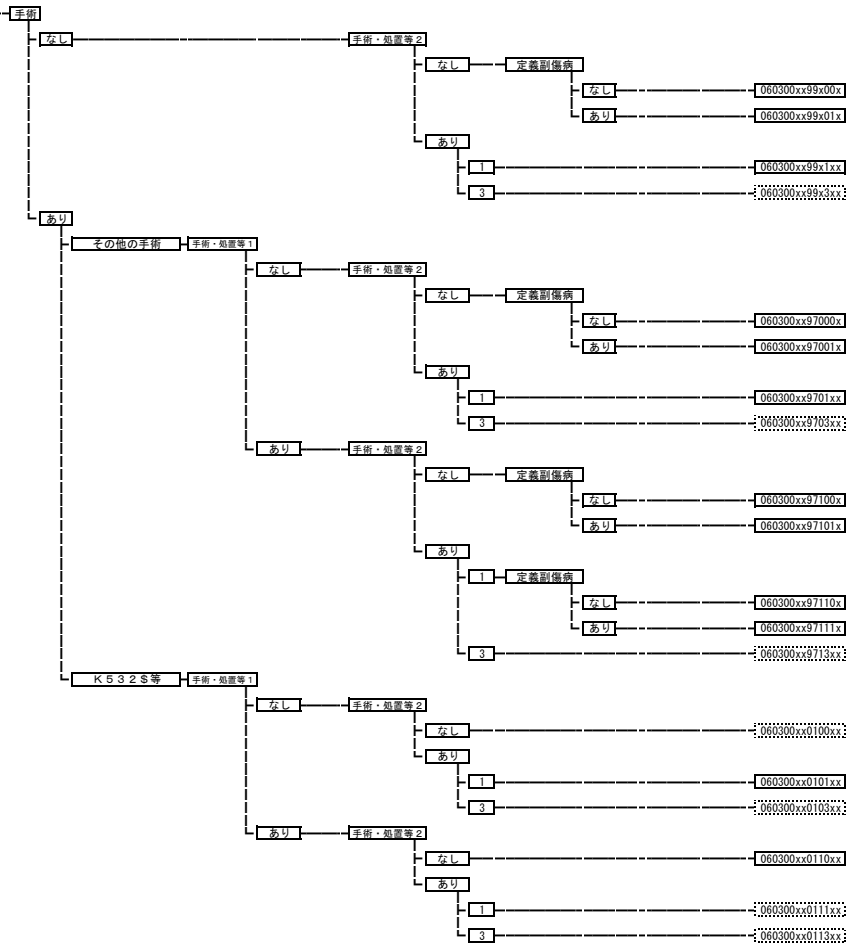 手術
なし 手術・処置等2
なし 定義副傷病
なし 060300xx99x00x
あり 060300xx99x01x
あり
1 060300xx99x1xx
3 060300xx99x3xx
あり
その他の手術 手術・処置等1
なし 手術・処置等2
なし 定義副傷病
なし 060300xx97000x
あり 060300xx97001x
あり
1 060300xx9701xx
3 060300xx9703xx
あり 手術・処置等2
なし 定義副傷病
なし 060300xx97100x
あり 060300xx97101x
あり
1 定義副傷病
なし 060300xx97110x
あり 060300xx97111x
3 060300xx9713xx
K532$等 手術・処置等1
なし 手術・処置等2
なし 060300xx0100xx
あり
1 060300xx0101xx
3 060300xx0103xx
あり 手術・処置等2
なし 060300xx0110xx
あり
1 060300xx0111xx
3 060300xx0113xx